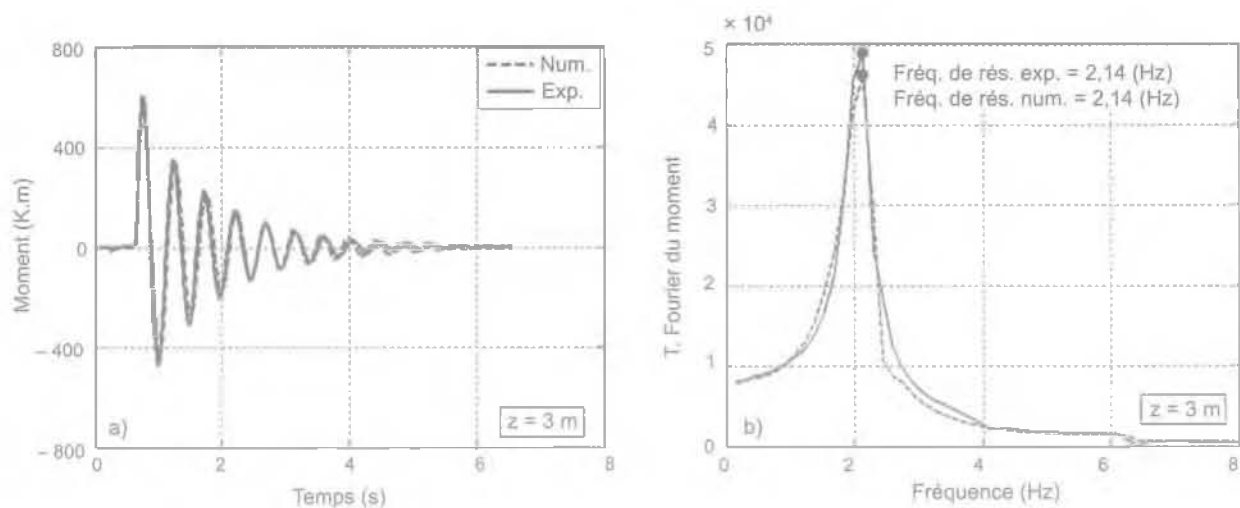 800
400
0
– 400
– 800
Moment (K.m)
Num.
Exp.
a)
z = 3 m
0
2
4
6
8
Temps (s)
× 10⁴
5
4
3
2
1
0
T. Fourier du moment
Fréq. de rés. exp. = 2,14 (Hz)
Fréq. de rés. num. = 2,14 (Hz)
b)
z = 3 m
0
2
4
6
8
Fréquence (Hz)